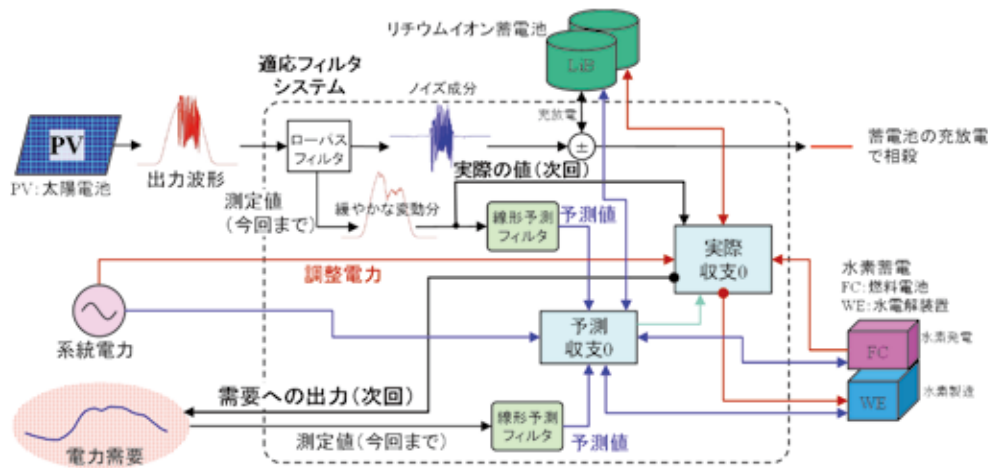 リチウムイオン蓄電池
LiB
適応フィルタ
システム
ノイズ成分
充放電
ローパス
フィルタ
±
蓄電池の充放電
で相殺
PV
PV:太陽電池
出力波形
実際の値(次回)
測定値
(今回まで)
緩やかな変動分
線形予測
フィルタ
予測値
実際
収支0
調整電力
水素蓄電
FC:燃料電池
WE:水電解装置
系統電力
予測
収支0
水素発電
FC
水素製造
WE
需要への出力(次回)
線形予測
フィルタ
測定値(今回まで)
予測値
電力需要